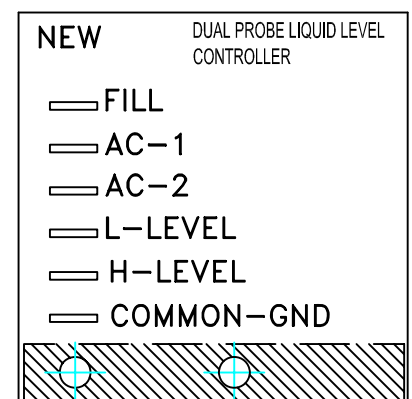 NEW
DUAL PROBE LIQUID LEVEL
CONTROLLER
FILL
AC-1
AC-2
L-LEVEL
H-LEVEL
COMMON-GND